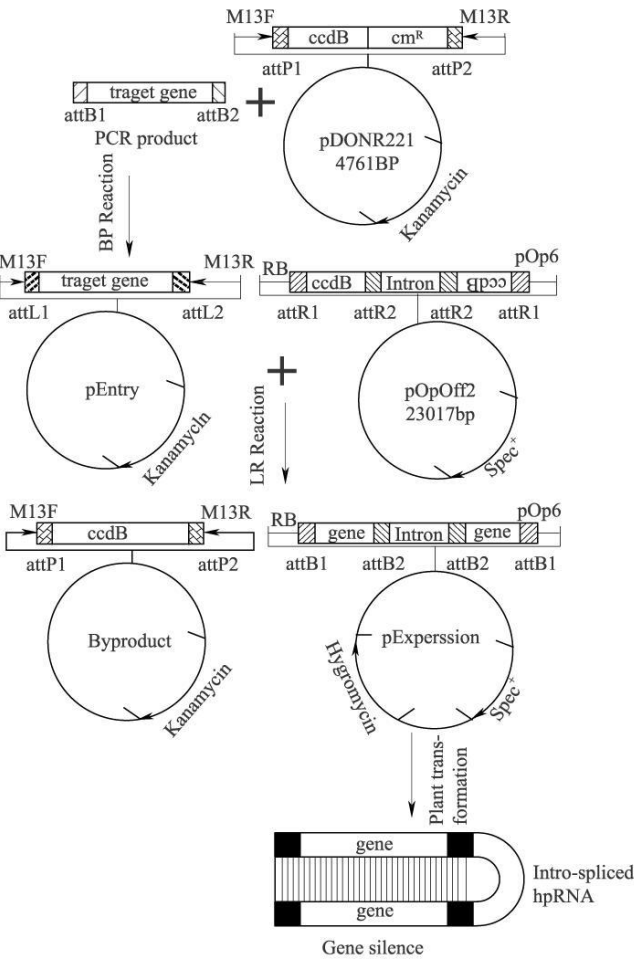 M13F
M13R
ccdB
cmR
attP1
attP2
traget gene
attB1
attB2
PCR product
pDONR221
4761BP
Kanamycin
BP Reaction
M13F
M13R
traget gene
attL1
attL2
pEntry
Kanamycln
RB
pOp6
ccdB
Intron
ccdB
attR1
attR2
attR2
attR1
pOpOff2
23017bp
Spec×
LR Reaction
M13F
M13R
ccdB
attP1
attP2
Byproduct
Kanamycin
RB
pOp6
gene
Intron
gene
attB1
attB2
attB2
attB1
pExperssion
Hygromycin
Spec×
Plant trans-
formation
gene
gene
Intro-spliced
hpRNA
Gene silence